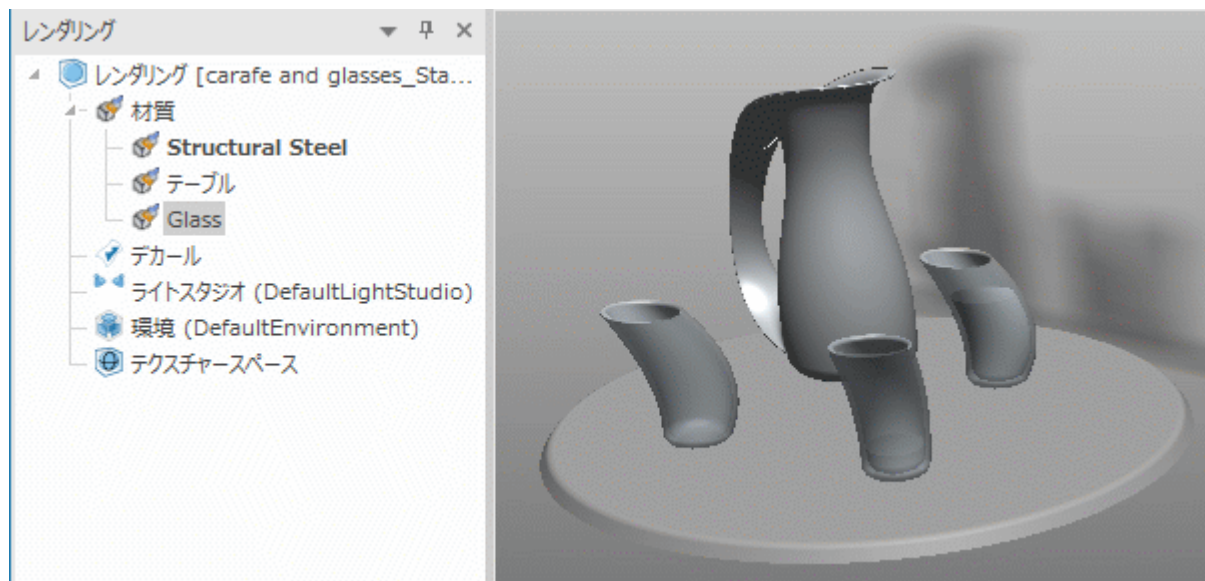 レンダリング
レンダリング [carafe and glasses_Sta...
材質
Structural Steel
テーブル
Glass
デカール
ライトスタジオ (DefaultLightStudio)
環境 (DefaultEnvironment)
テクスチャースペース